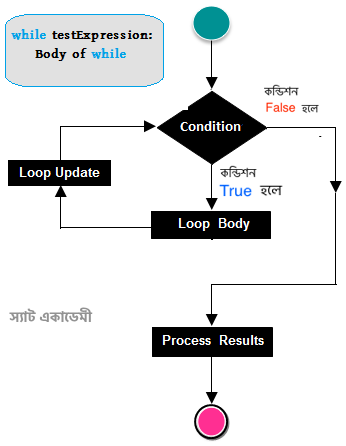 while testExpression:
Body of while
কন্ডিশন
False হলে
Condition
কন্ডিশন
True হলে
Loop Update
Loop Body
স্যাট একাডেমী
Process Results